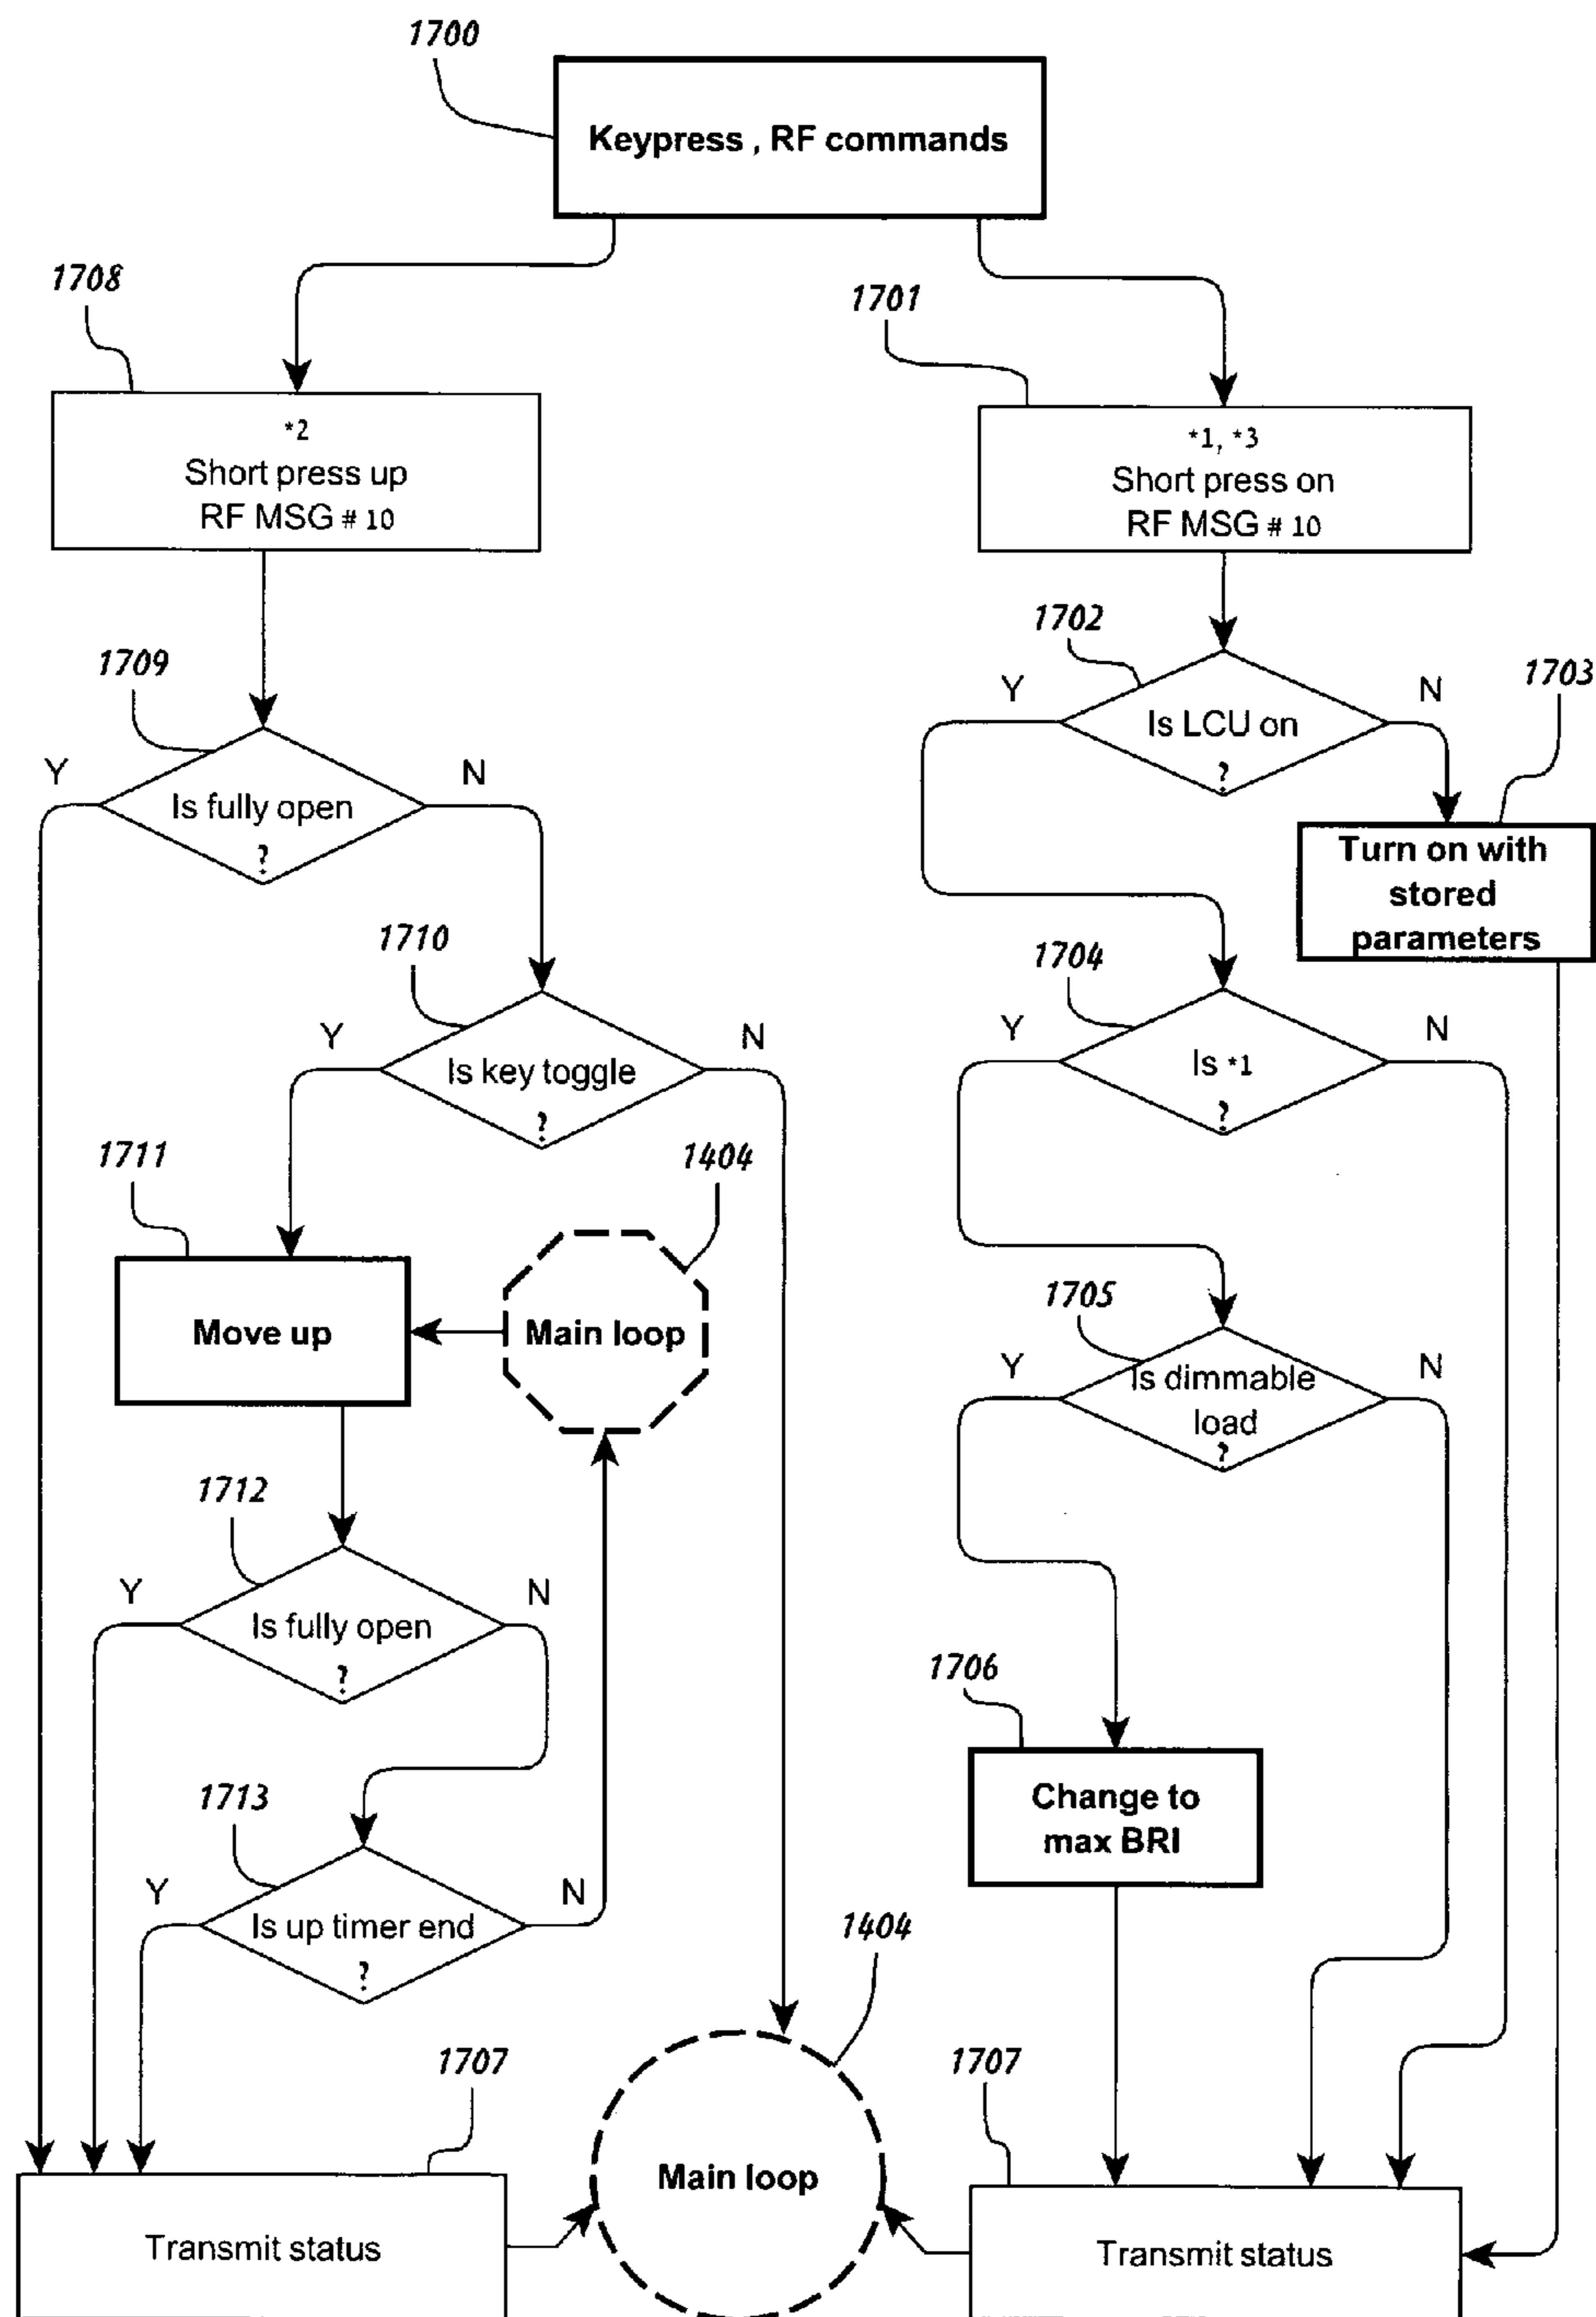 1700
Keypress , RF commands
1708
1701
*2
Short press up
RF MSG # 10
*1, *3
Short press on
RF MSG # 10
1702
1703
1709
Y
N
Is LCU on
?
Y
N
Is fully open
?
Turn on with
stored
parameters
1710
1704
Y
N
Is key toggle
?
Y
N
Is *1
?
1711
1404
Move up
Main loop
1705
Y
N
Is dimmable
load
?
1712
Y
N
Is fully open
?
1706
Change to
max BRI
1713
Y
N
Is up timer end
?
1404
1707
1707
Transmit status
Main loop
Transmit status